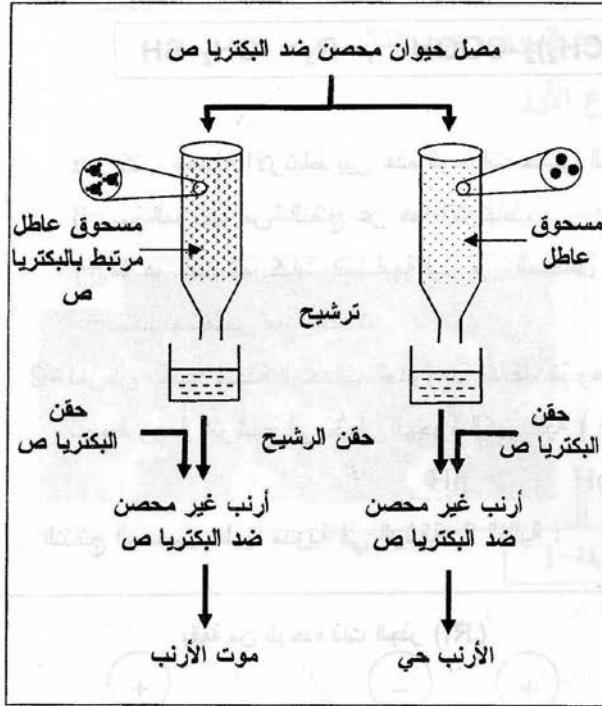 مصل حيوان محصن ضد البكتريا ص
مسحوق عاطل
مرتبط بالبكتريا
ص
مسحوق
عاطل
ترشيح
حقن
البكتريا ص
حقن الرشيح
حقن
البكتريا ص
أرنب غير محصن
ضد البكتريا ص
أرنب غير محصن
ضد البكتريا ص
موت الأرنب
الأرنب حي